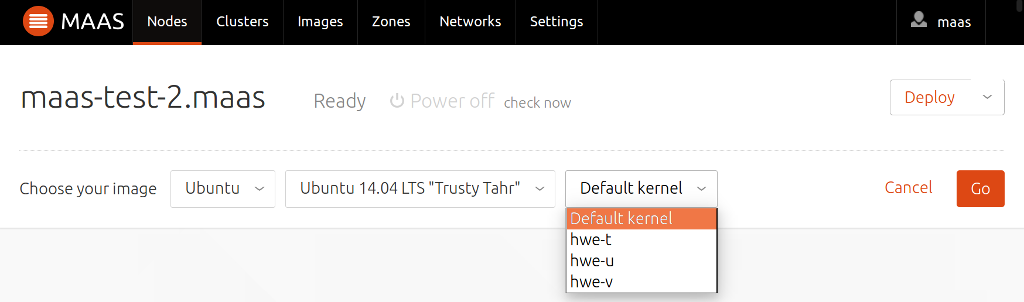 MAAS Nodes Clusters Images Zones Networks Settings maas
maas-test-2.maas Ready Power off check now Deploy
Choose your image Ubuntu Ubuntu 14.04 LTS "Trusty Tahr" Default kernel Cancel Go
Default kernel
hwe-t
hwe-u
hwe-v